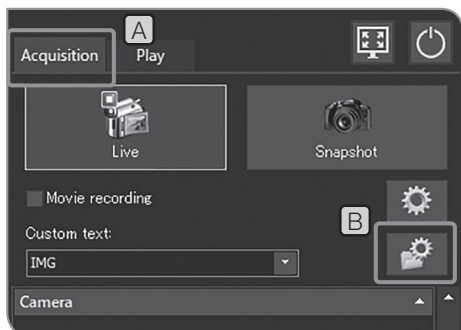 A
Acquisition Play
Live Snapshot
Movie recording
B
Custom text:
IMG
Camera